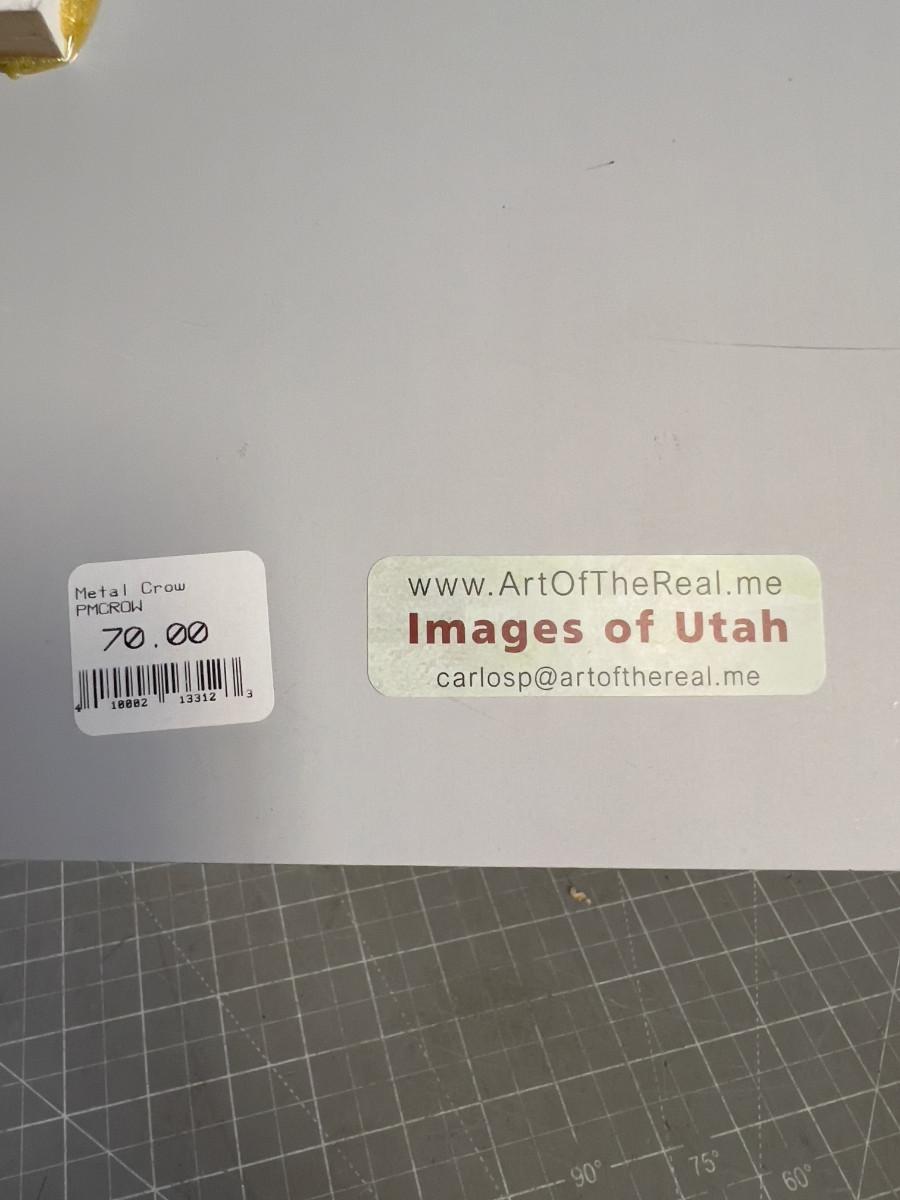 Metal Crow
PMCROW
70.00
4 10002 13312 3
www.ArtOfTheReal.me
Images of Utah
carlosp@artofthereal.me
90° 75° 60°